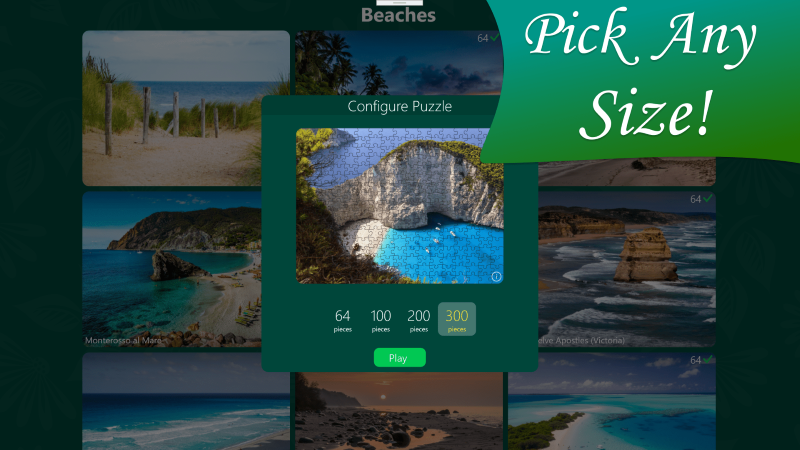 Beaches
64
Pick Any
Size!
Configure Puzzle
64
Monterosso al Mare
Apostles (Victoria)
64 100 200 300
pieces pieces pieces pieces
Play
64